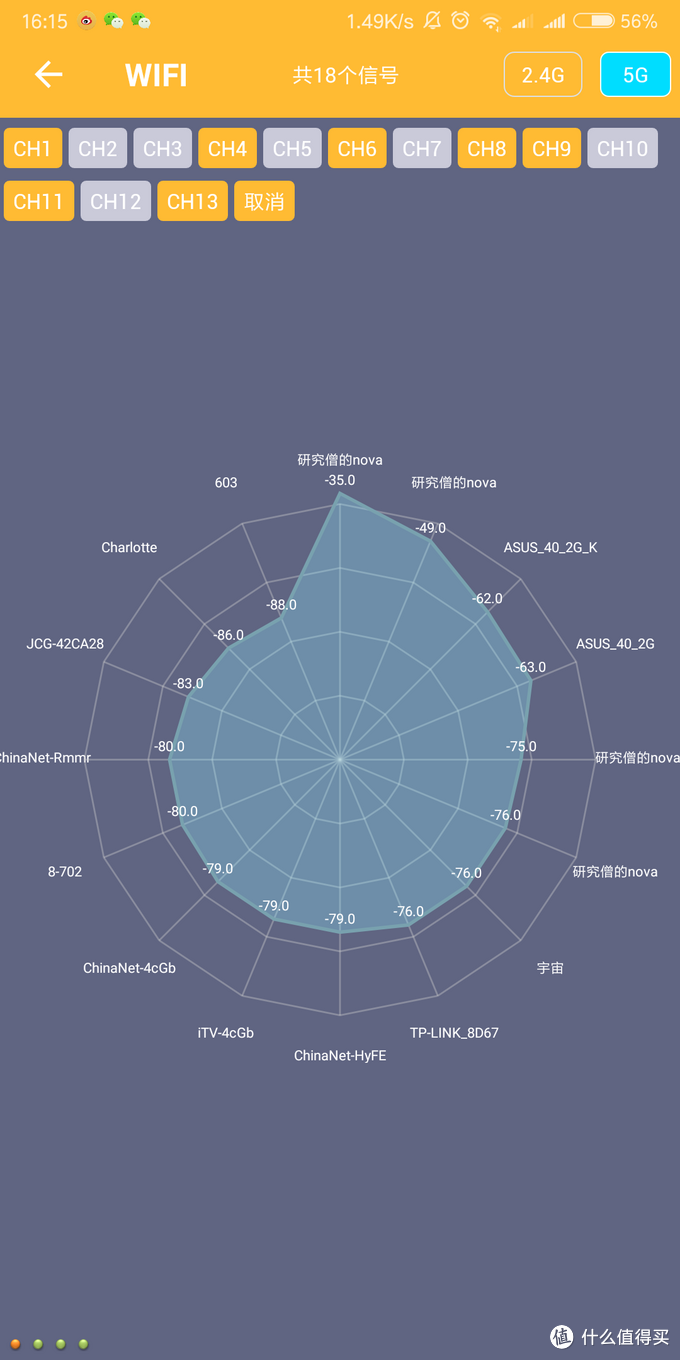 16:15 1.49K/s 56%
WIFI 共18个信号 2.4G 5G
CH1 CH2 CH3 CH4 CH5 CH6 CH7 CH8 CH9 CH10
CH11 CH12 CH13 取消
研究僧的nova
-35.0
603 研究僧的nova
-49.0
Charlotte ASUS_40_2G_K
-62.0
-88.0
-86.0
JCG-42CA28 ASUS_40_2G
-63.0
-83.0
-80.0 -75.0
hinaNet-Rmmr 研究僧的nova
-80.0 -76.0
8-702 研究僧的nova
-79.0 -76.0
-79.0 -79.0 -76.0
ChinaNet-4cGb 宇宙
iTV-4cGb TP-LINK_8D67
ChinaNet-HyFE
值 什么值得买